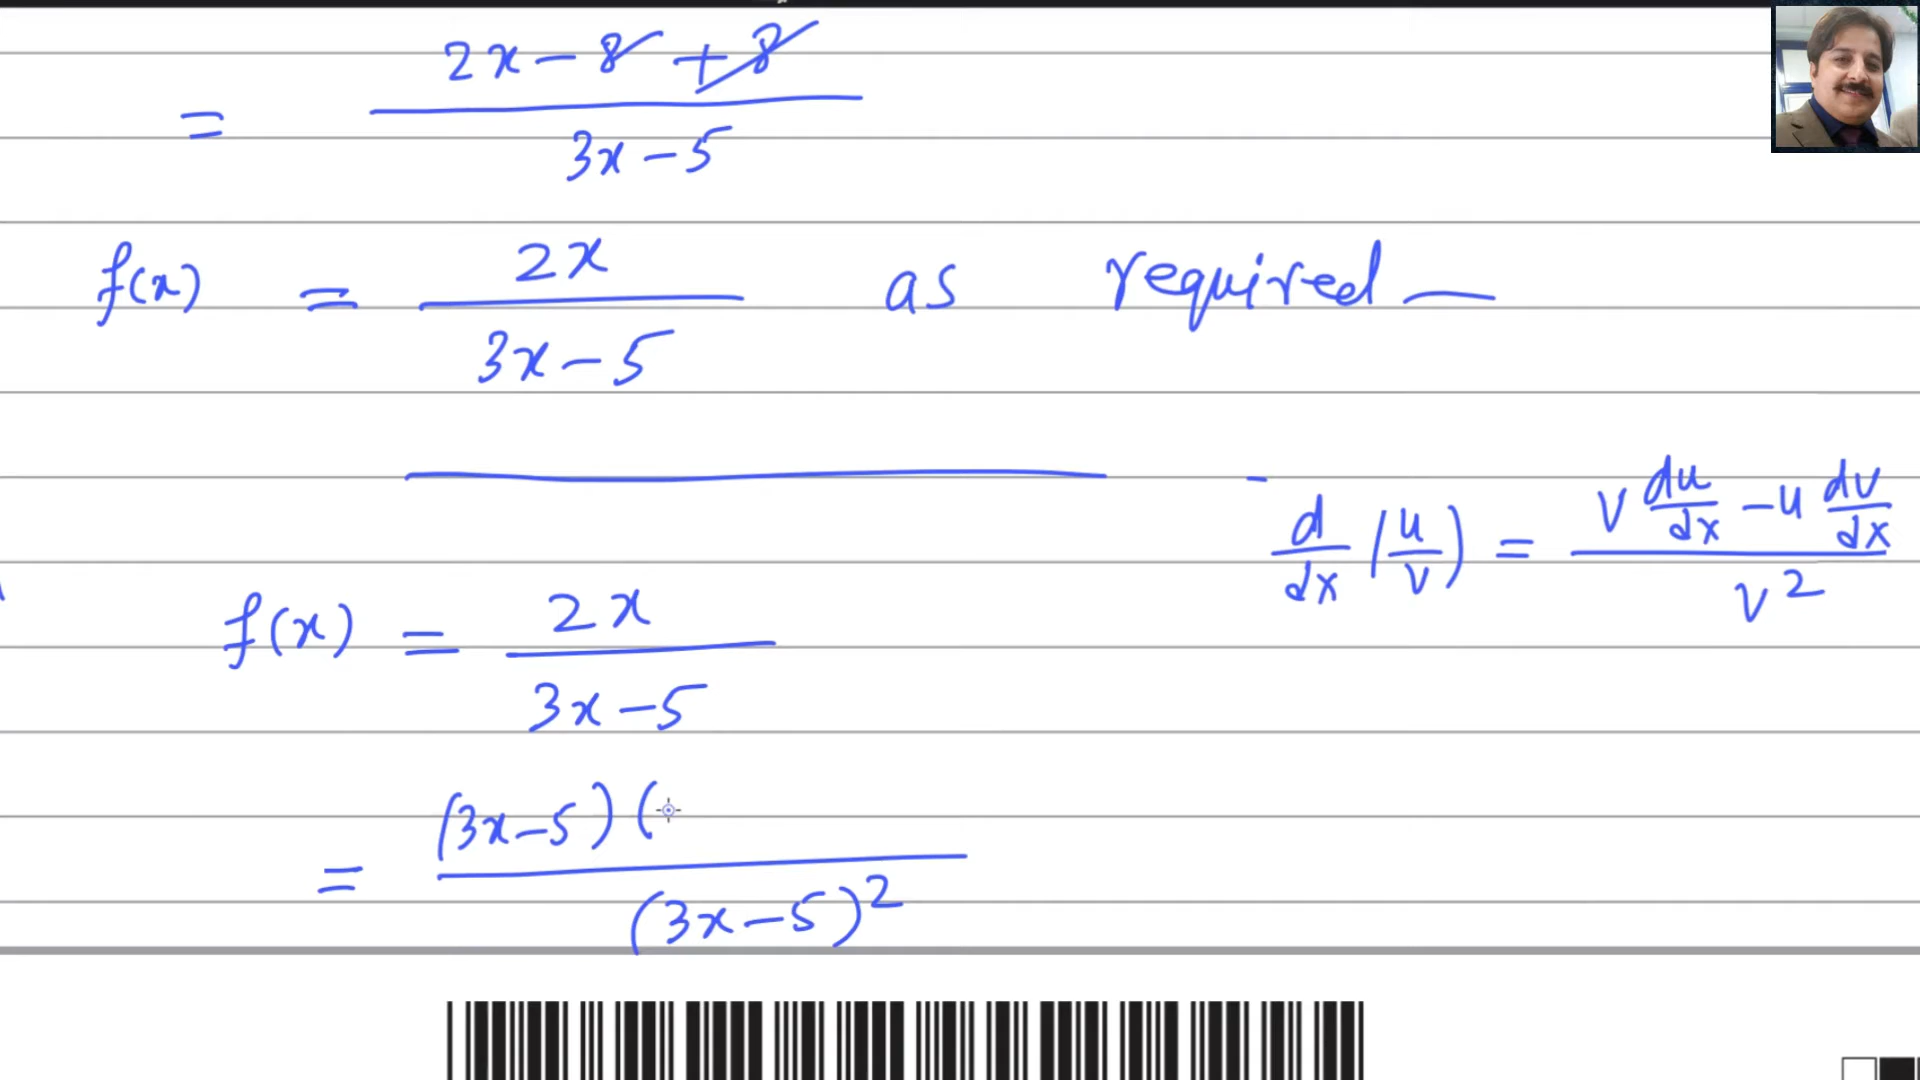 = (2x - 8 + 8) / (3x - 5)
f(x) = 2x / (3x - 5) as required
d/dx (u/v) = (v du/dx - u dv/dx) / v²
f(x) = 2x / (3x - 5)
= (3x-5)( / (3x-5)²